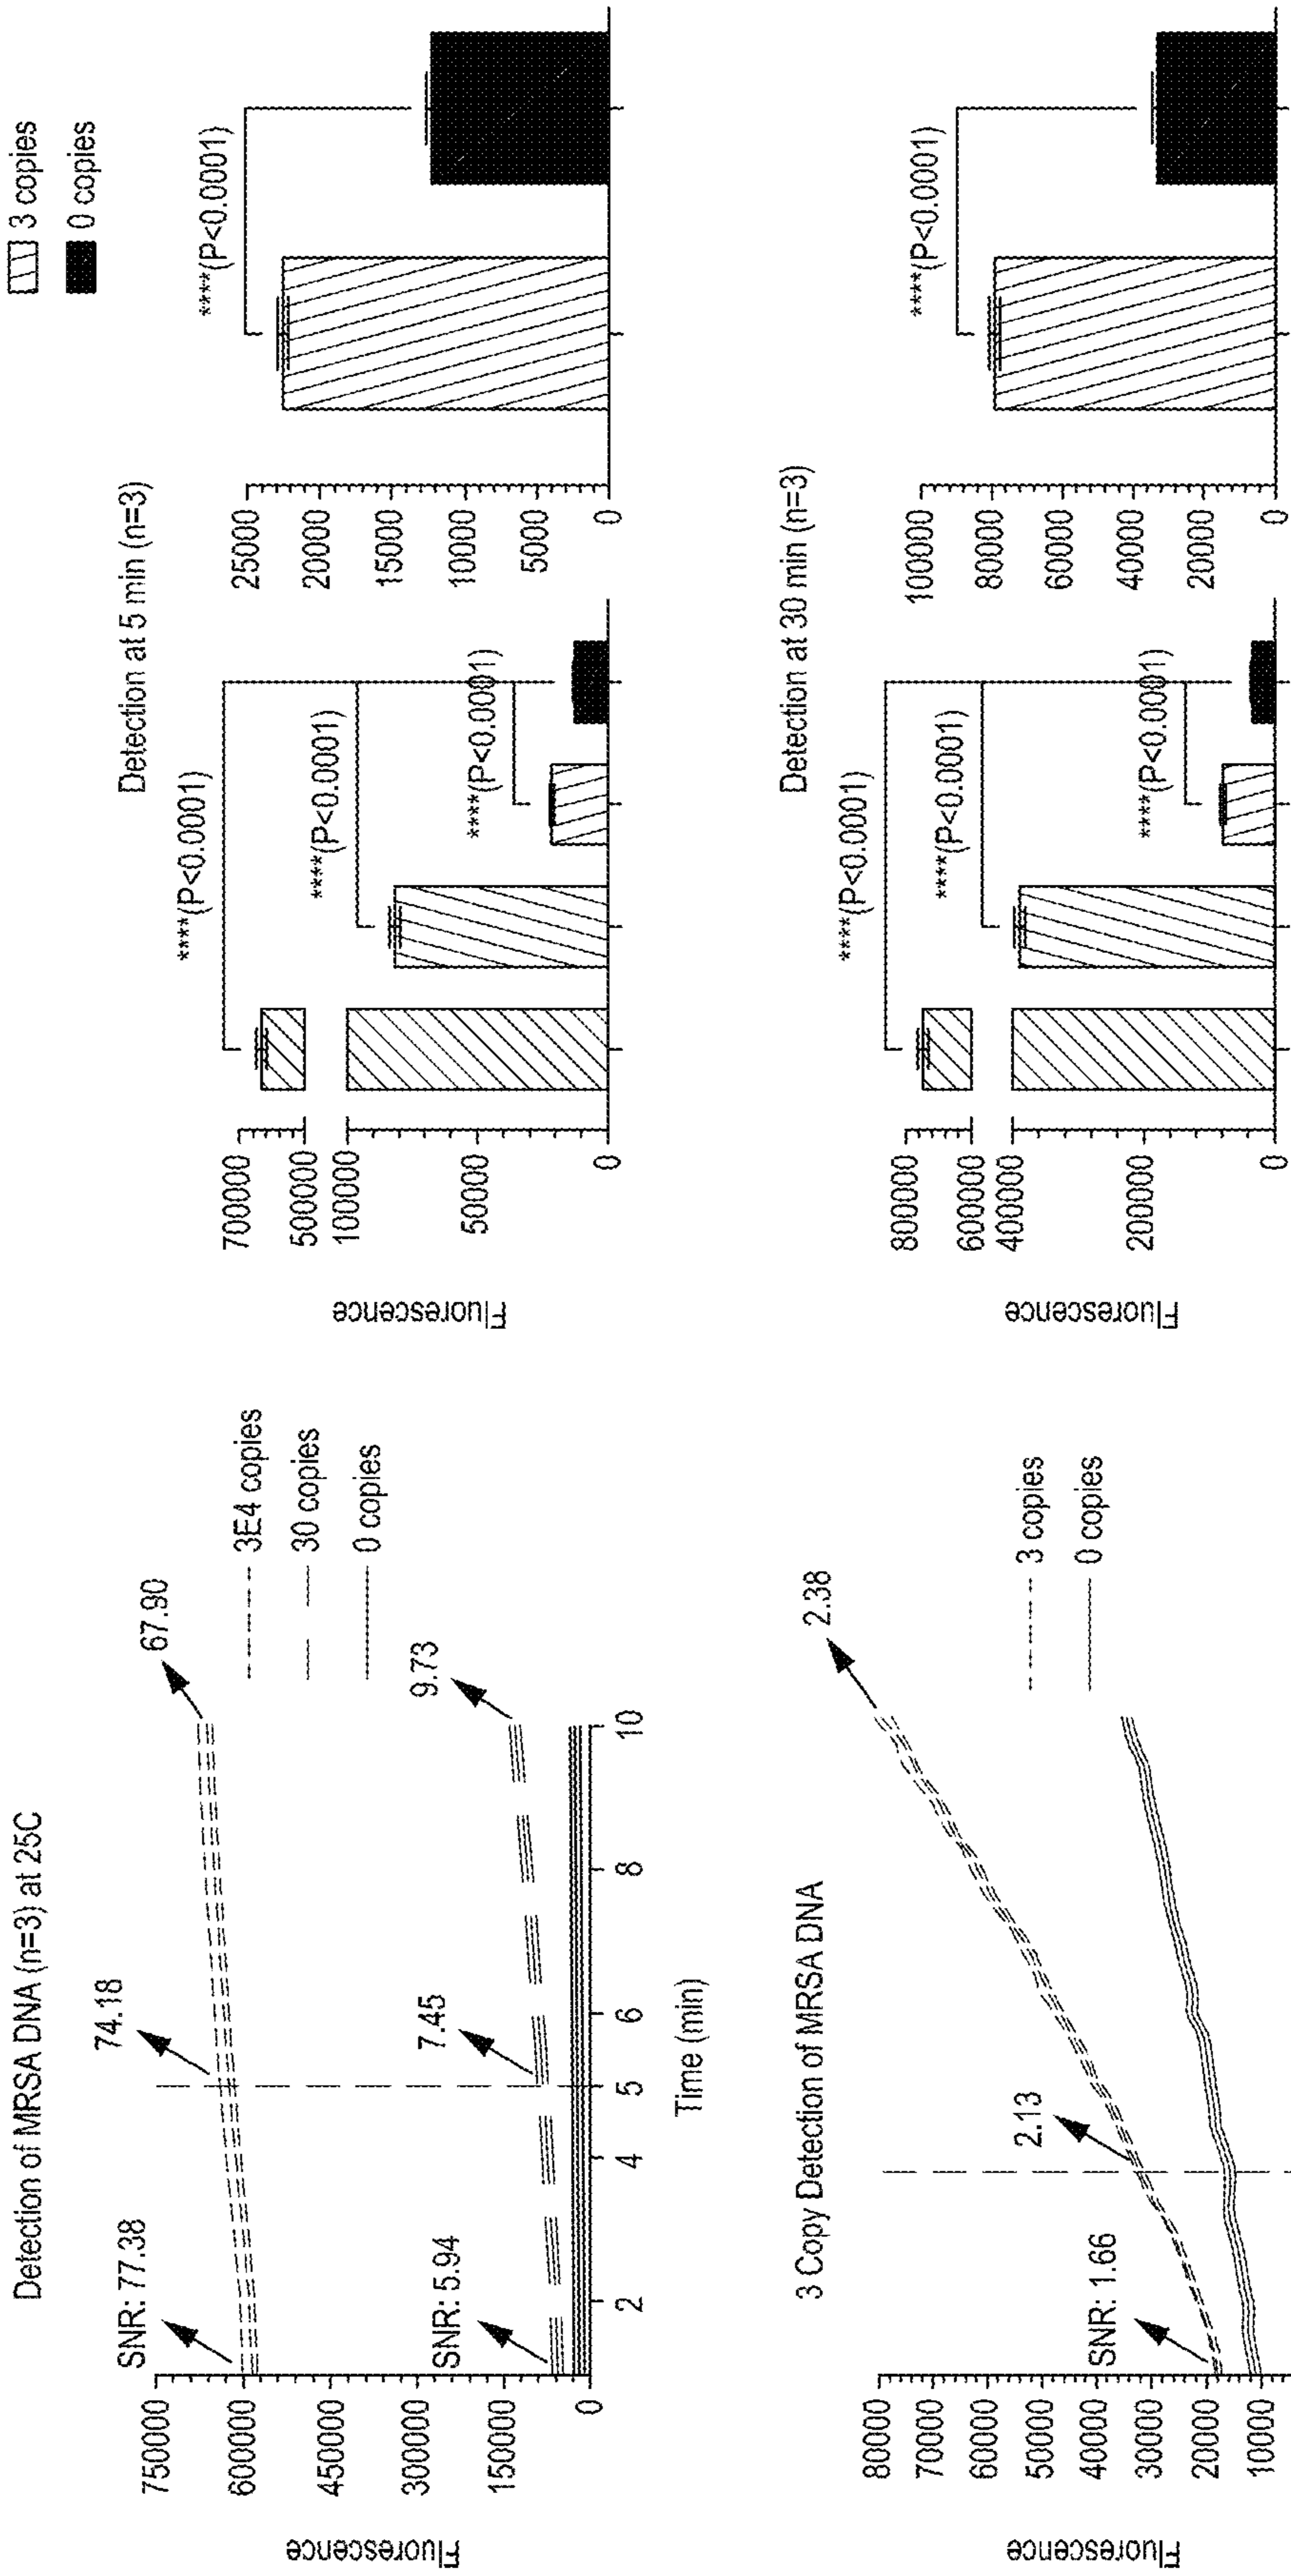 Detection of MRSA DNA (n=3) at 25C
Fluorescence
750000
600000
450000
300000
150000
0
SNR: 77.38
74.18
67.90
SNR: 5.94
7.45
9.73
2
4
5
6
8
10
Time (min)
3E4 copies
30 copies
0 copies
3 copies
0 copies
Detection at 5 min (n=3)
Fluorescence
700000
500000
100000
50000
0
****(P<0.0001)
****(P<0.0001)
****(P<0.0001)
25000
20000
15000
10000
5000
0
****(P<0.0001)
3 Copy Detection of MRSA DNA
Fluorescence
80000
70000
60000
50000
40000
30000
20000
10000
SNR: 1.66
2.13
2.38
3 copies
0 copies
Detection at 30 min (n=3)
Fluorescence
800000
600000
400000
200000
0
****(P<0.0001)
****(P<0.0001)
****(P<0.0001)
100000
80000
60000
40000
20000
0
****(P<0.0001)